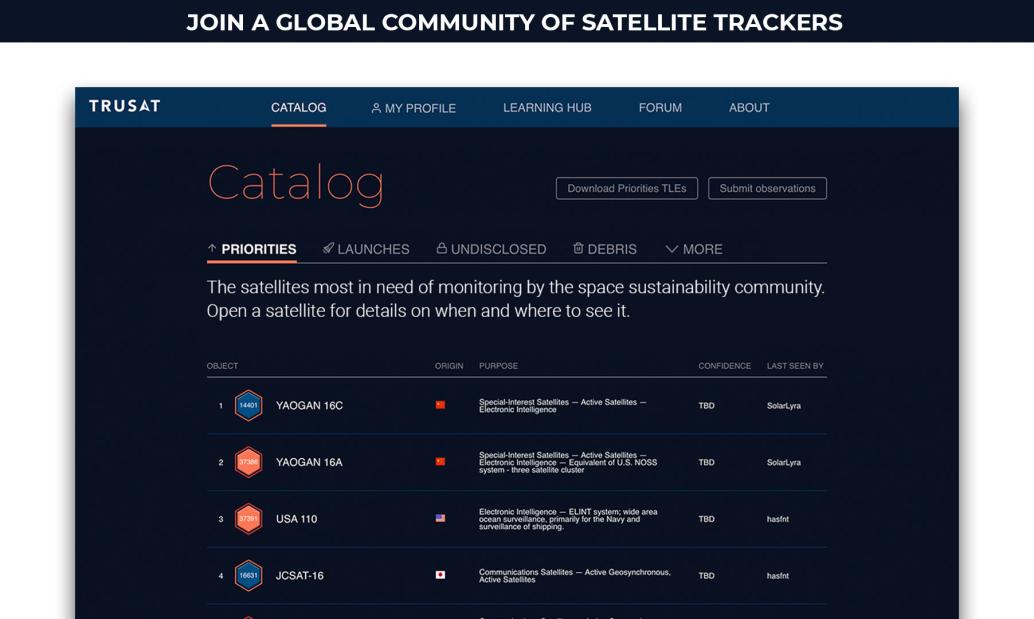 JOIN A GLOBAL COMMUNITY OF SATELLITE TRACKERS
TRUSAT
CATALOG
MY PROFILE
LEARNING HUB
FORUM
ABOUT
Catalog
Download Priorities TLEs
Submit observations
PRIORITIES
LAUNCHES
UNDISCLOSED
DEBRIS
MORE
The satellites most in need of monitoring by the space sustainability community.
Open a satellite for details on when and where to see it.
OBJECT
ORIGIN
PURPOSE
CONFIDENCE
LAST SEEN BY
1
14401
YAOGAN 16C
Special-Interest Satellites — Active Satellites —
Electronic Intelligence
TBD
SolarLyra
2
37386
YAOGAN 16A
Special-Interest Satellites — Active Satellites —
Electronic Intelligence — Equivalent of U.S. NOSS
system - three satellite cluster
TBD
SolarLyra
3
37391
USA 110
Electronic Intelligence — ELINT system; wide area
ocean surveillance, primarily for the Navy and
surveillance of shipping.
TBD
hasfnt
4
16631
JCSAT-16
Communications Satellites — Active Geosynchronous,
Active Satellites
TBD
hasfnt